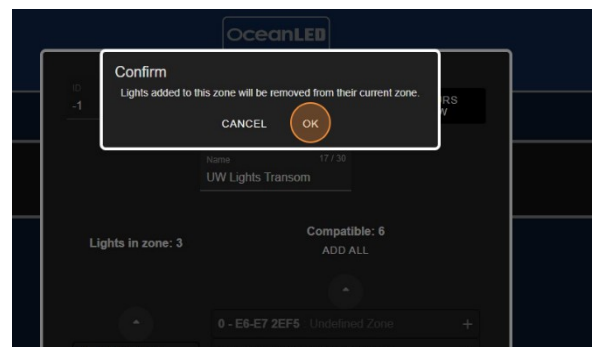 OceanLED
Confirm
Lights added to this zone will be removed from their current zone.
CANCEL OK
ID
-1
Name 17 / 30
UW Lights Transom
Lights in zone: 3
Compatible: 6
ADD ALL
0 - E6-E7 2EF5 Undefined Zone +